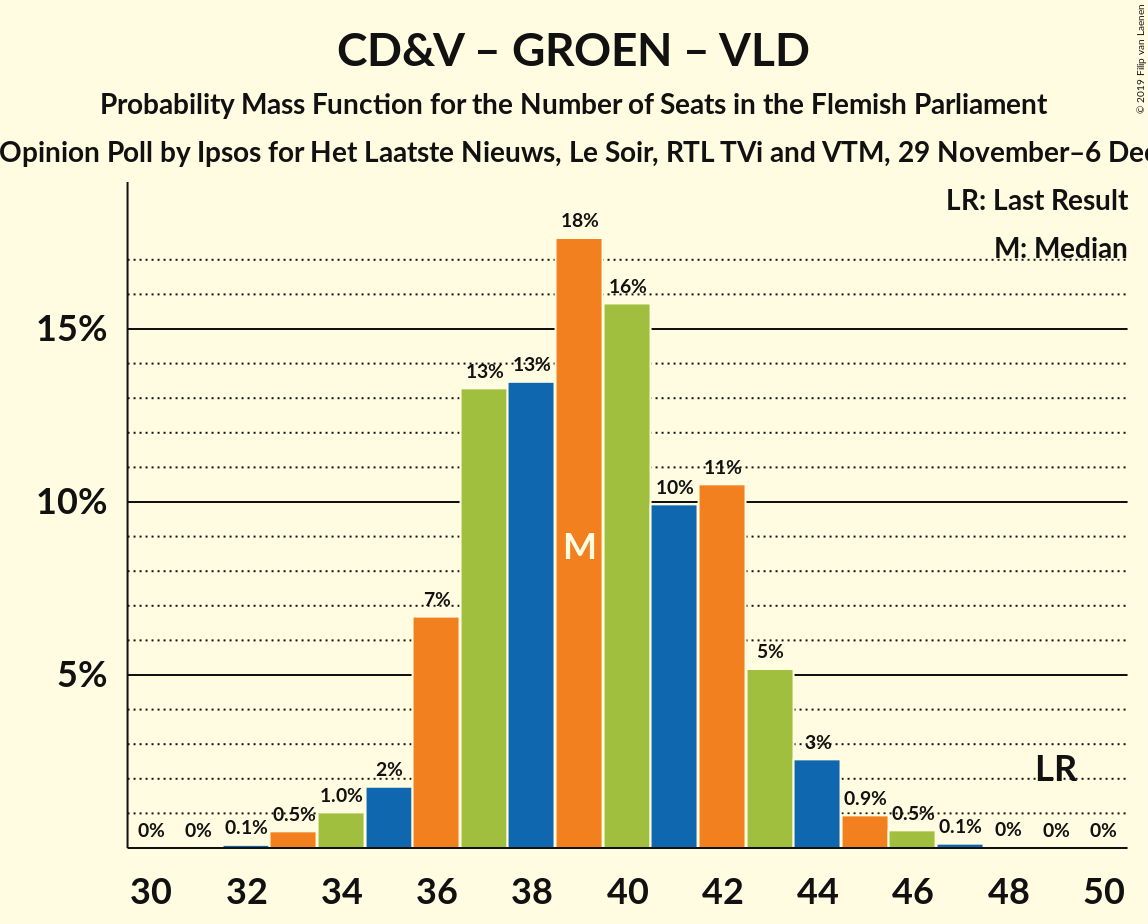 CD&V – GROEN – VLD
Probability Mass Function for the Number of Seats in the Flemish Parliament
Opinion Poll by Ipsos for Het Laatste Nieuws, Le Soir, RTL TVi and VTM, 29 November–6 Dec
© 2019 Filip van Laenen
LR: Last Result
M: Median
15%
10%
5%
0% 0% 0.1% 0.5% 1.0% 2% 7% 13% 13% 18% 16% 10% 11% 5% 3% 0.9% 0.5% 0.1% 0% 0% 0%
M
LR
30 32 34 36 38 40 42 44 46 48 50